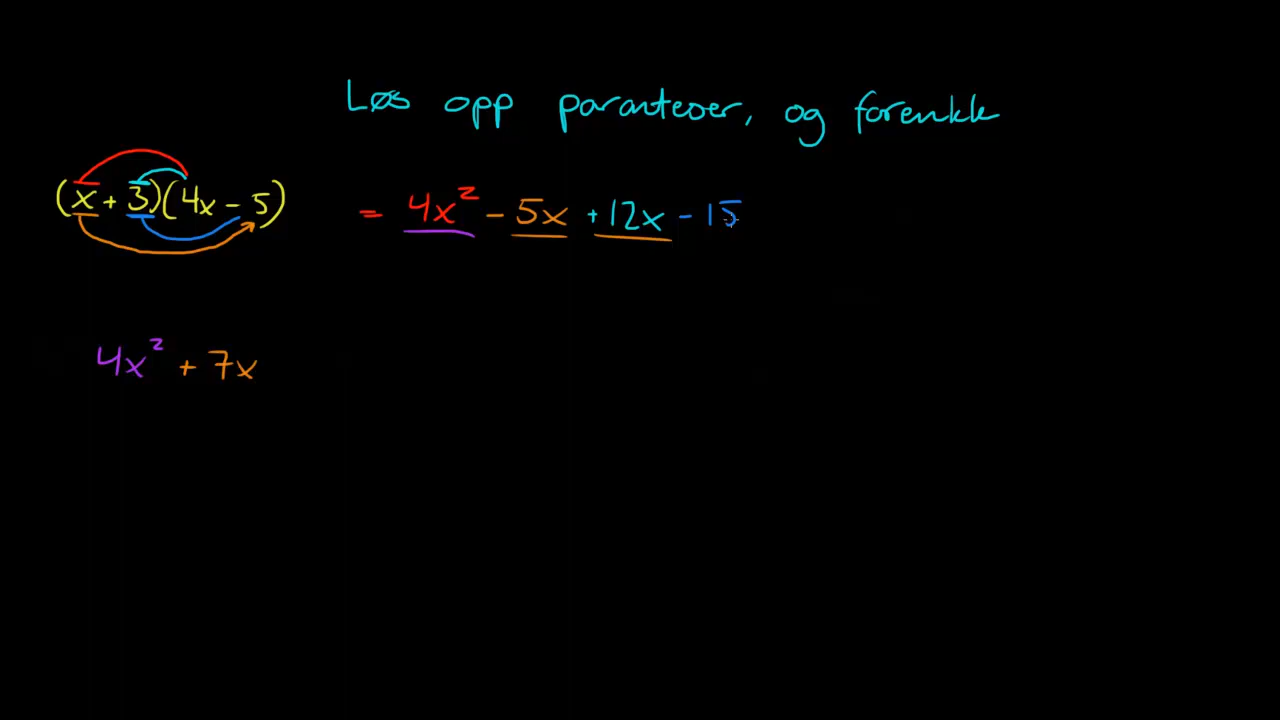 Løs opp paranteser, og forenkle
(x + 3)(4x - 5) = 4x² - 5x + 12x - 15
4x² + 7x